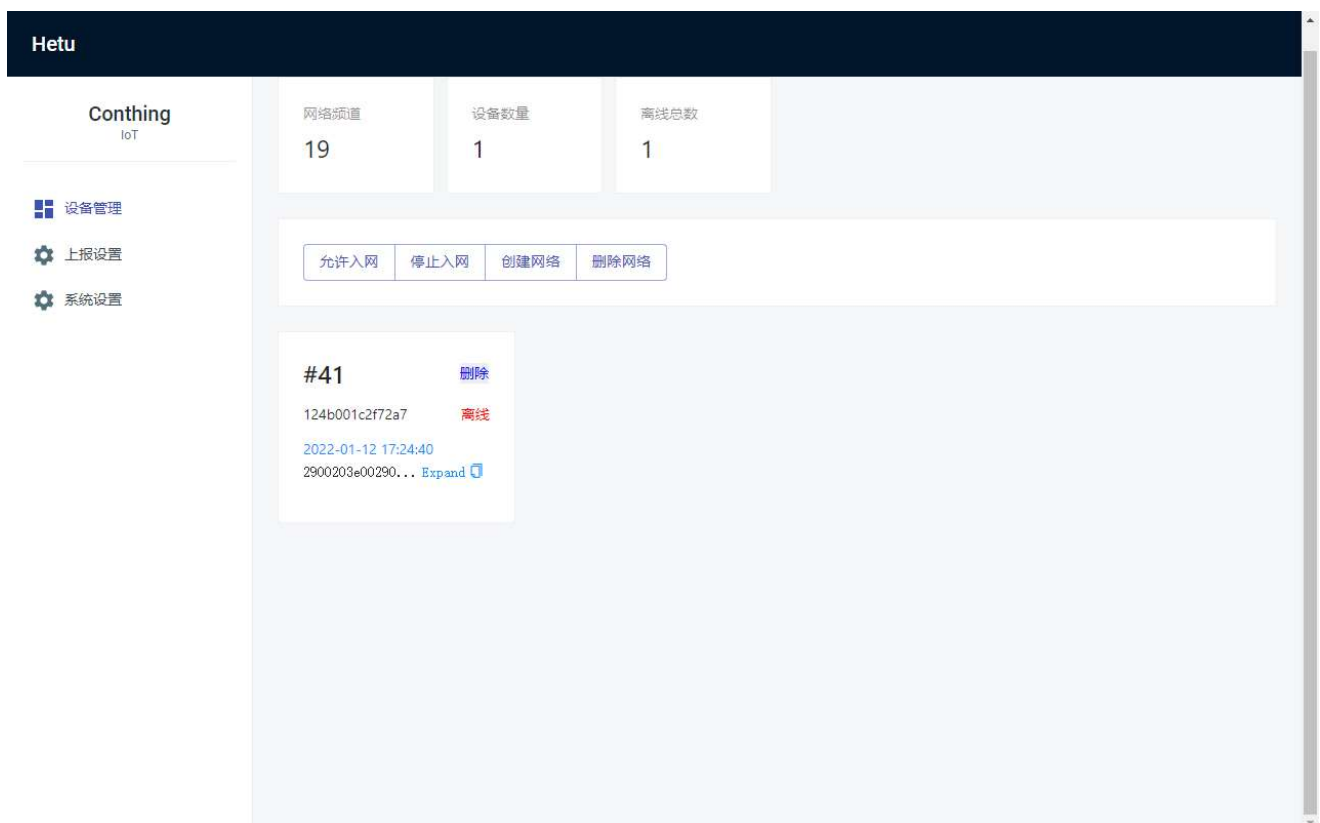 Hetu
Conthing
IoT
设备管理
上报设置
系统设置
网络频道
19
设备数量
1
离线总数
1
允许入网
停止入网
创建网络
删除网络
#41
删除
124b001c2f72a7
离线
2022-01-12 17:24:40
2900203e00290... Expand